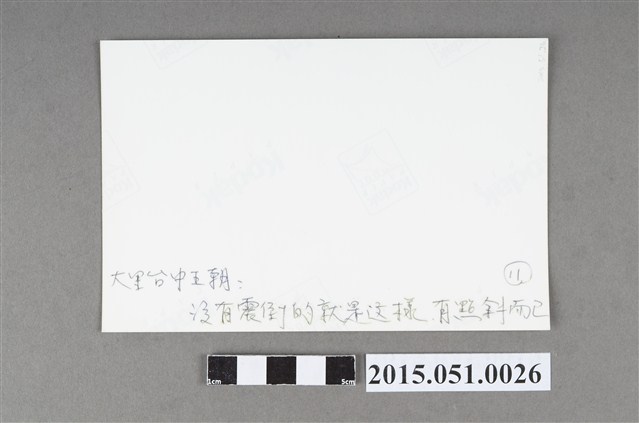 大里台中王朝：
11
沒有震倒的就是这樣, 有點斜而已
1cm 5cm
2015.051.0026